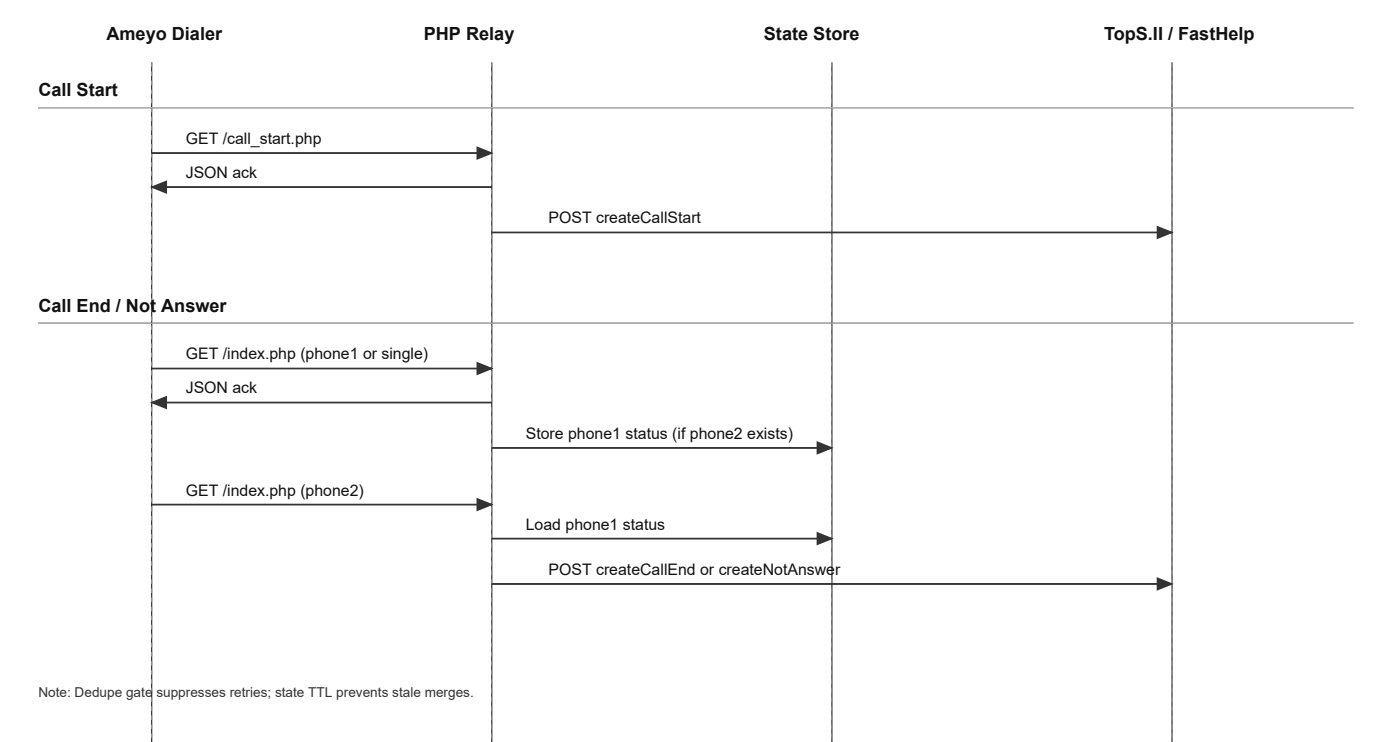 Ameyo Dialer
PHP Relay
State Store
TopS.II / FastHelp
Call Start
GET /call_start.php
JSON ack
POST createCallStart
Call End / Not Answer
GET /index.php (phone1 or single)
JSON ack
Store phone1 status (if phone2 exists)
GET /index.php (phone2)
Load phone1 status
POST createCallEnd or createNotAnswer
Note: Dedupe gate suppresses retries; state TTL prevents stale merges.